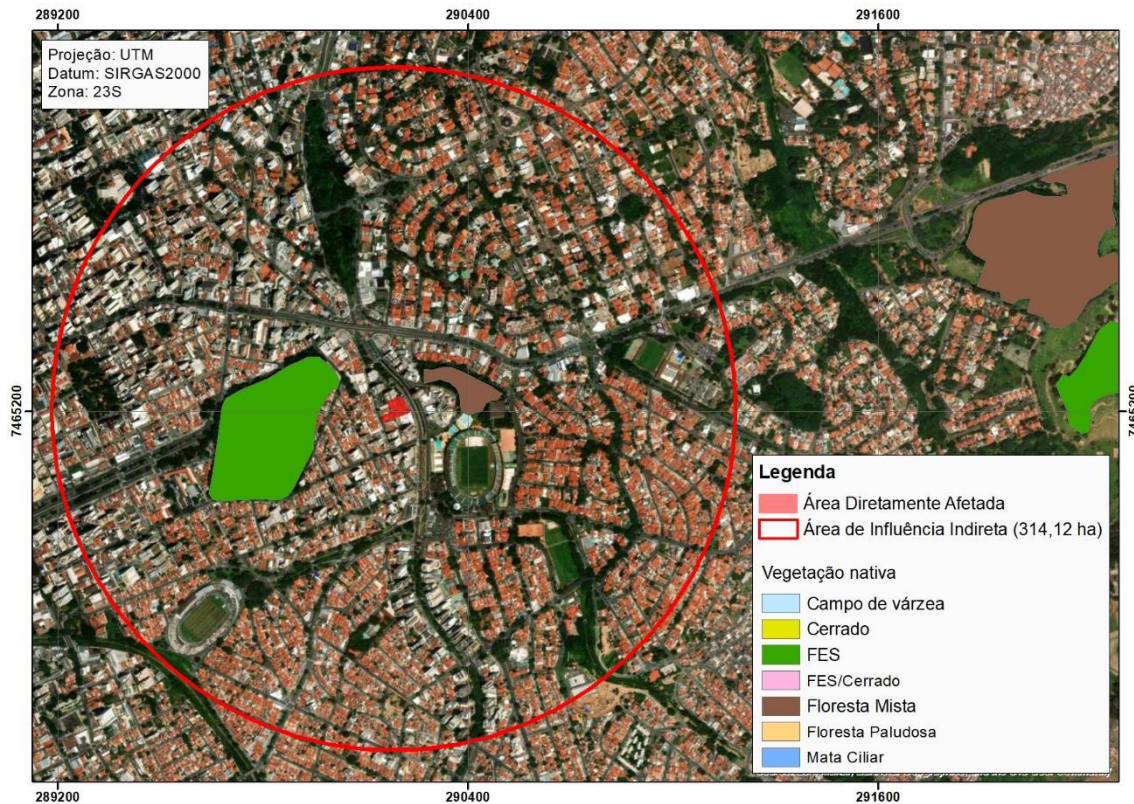 289200
290400
291600
Projeção: UTM
Datum: SIRGAS2000
Zona: 23S
7465200
7465200
Legenda
Área Diretamente Afetada
Área de Influência Indireta (314,12 ha)
Vegetação nativa
Campo de várzea
Cerrado
FES
FES/Cerrado
Floresta Mista
Floresta Paludosa
Mata Ciliar
289200
290400
291600